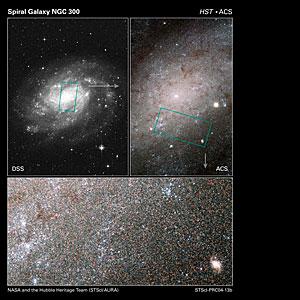 Spiral Galaxy NGC 300
HST • ACS
DSS
ACS
NASA and the Hubble Heritage Team (STScI/AURA)
STScI-PRC04-13b